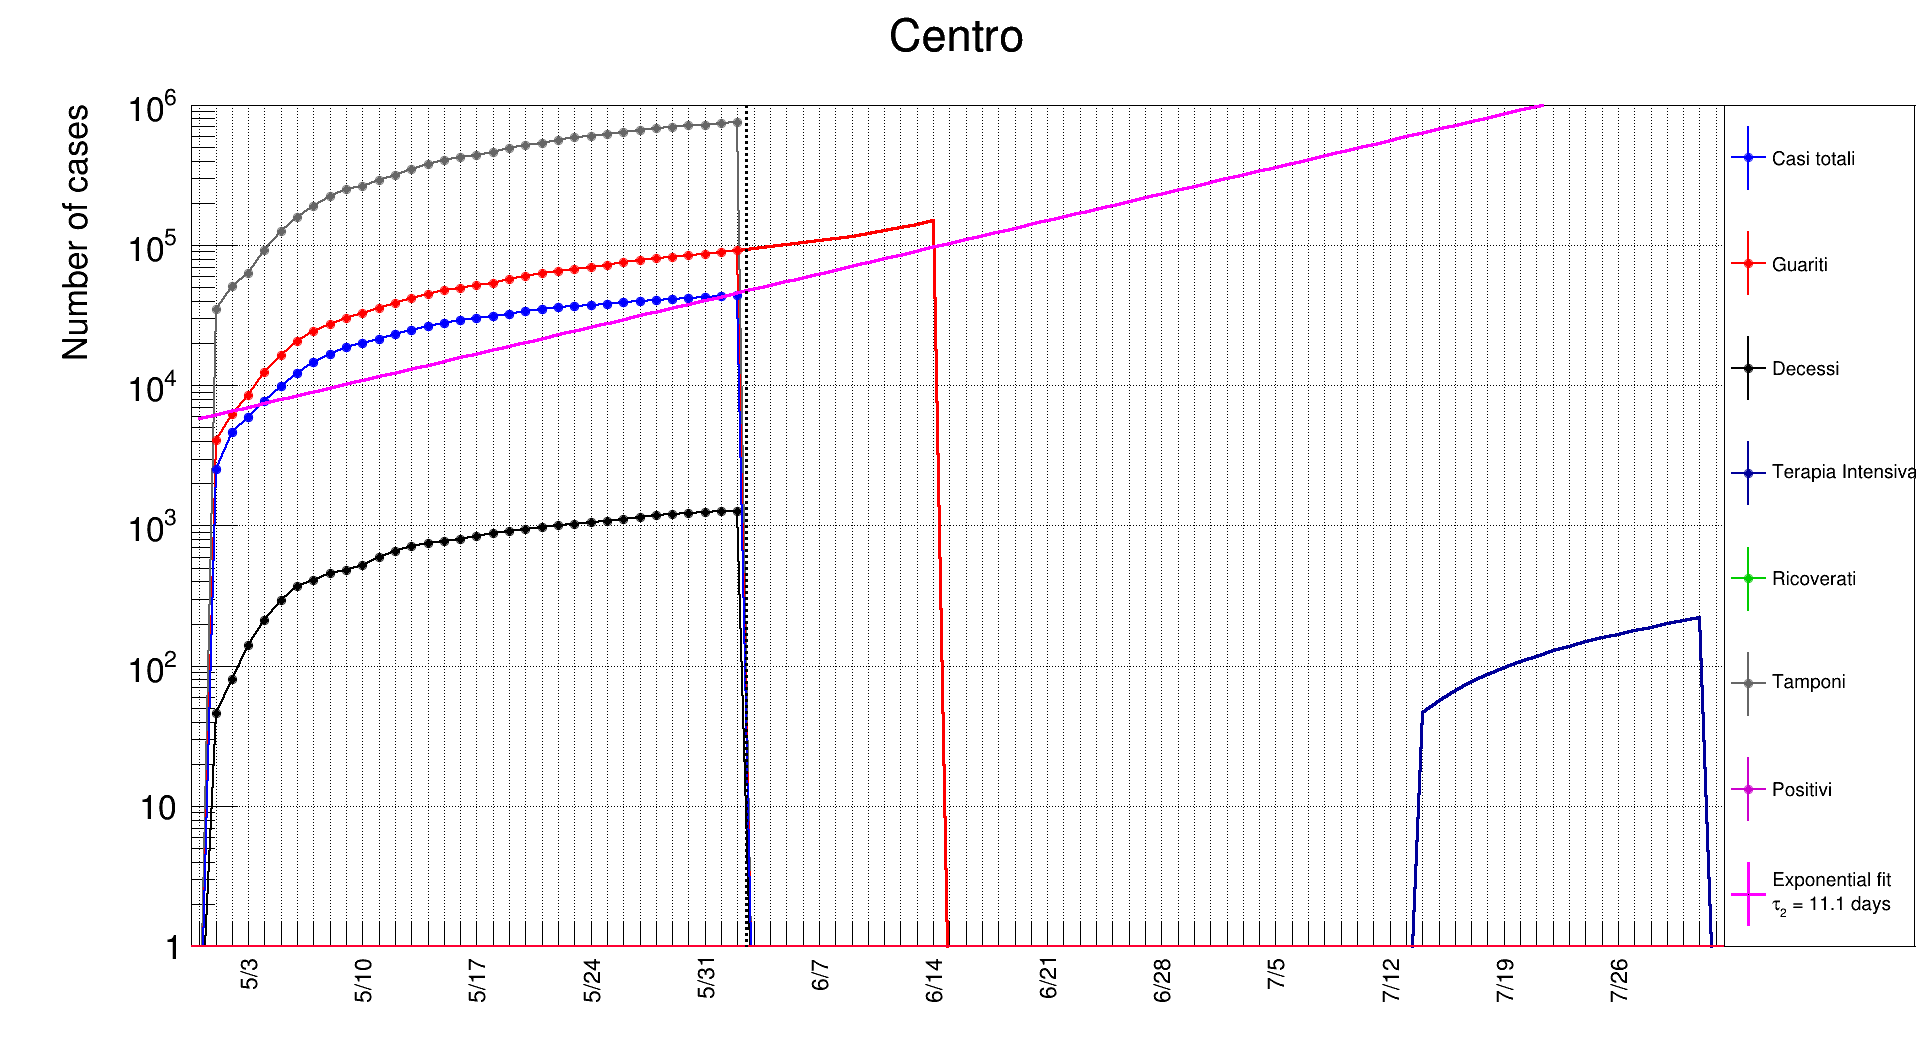 Centro
Number of cases
10^6
10^5
10^4
10^3
10^2
10
1
5/3
5/10
5/17
5/24
5/31
6/7
6/14
6/21
6/28
7/5
7/12
7/19
7/26
Casi totali
Guariti
Decessi
Terapia Intensiva
Ricoverati
Tamponi
Positivi
Exponential fit
τ_2 = 11.1 days